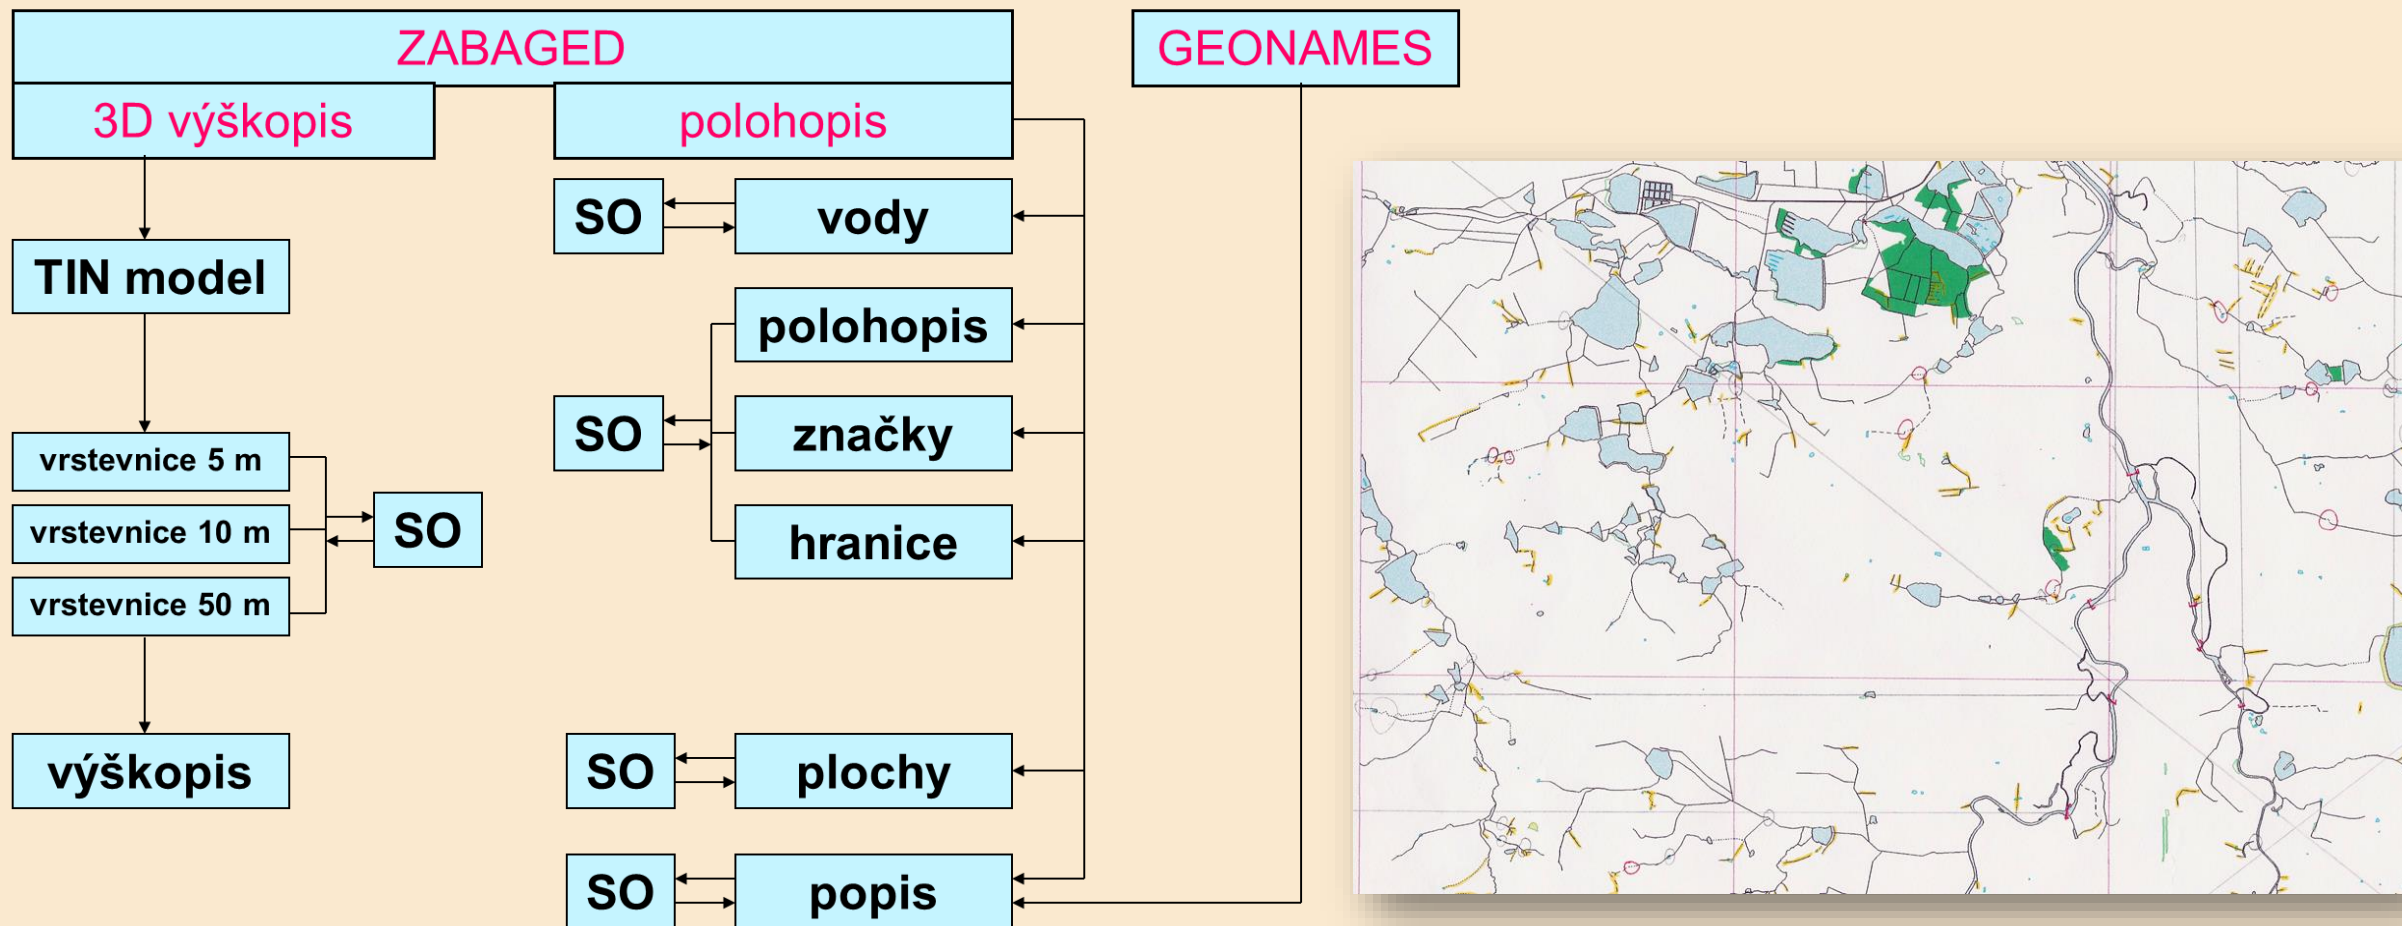 ZABAGED
GEONAMES
3D výškopis
polohopis
SO
vody
TIN model
polohopis
SO
značky
vrstevnice 5 m
vrstevnice 10 m
SO
hranice
vrstevnice 50 m
výškopis
SO
plochy
SO
popis